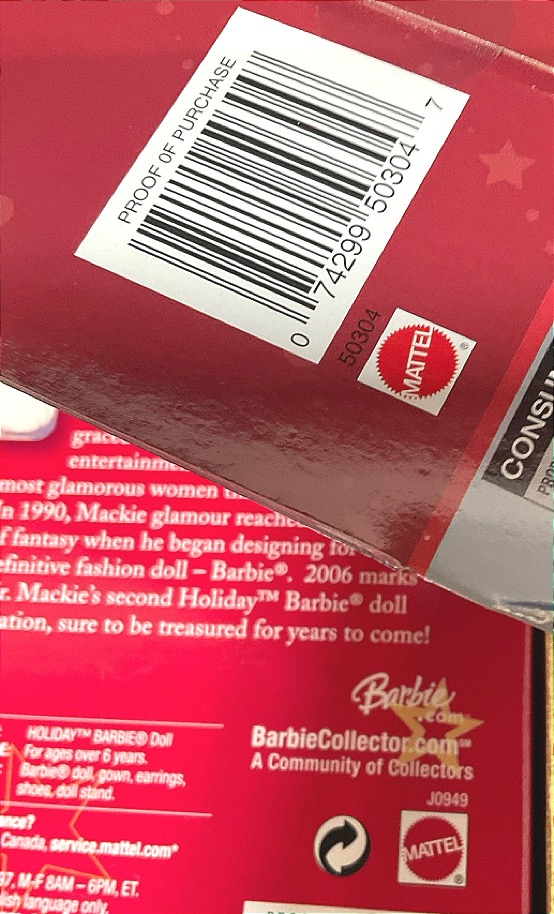 PROOF OF PURCHASE
0 74299 50304 7
50304
MATTEL
®
entertainm
most glamorous women
In 1990, Mackie glamour reache
f fantasy when he began designing for
efinitive fashion doll – Barbie®. 2006 marks
r. Mackie's second Holiday™ Barbie® doll
ation, sure to be treasured for years to come!
Barbie
.com
BarbieCollector.com℠
A Community of Collectors
J0949
HOLIDAY™ BARBIE® Doll
For ages over 6 years.
Barbie® doll, gown, earrings,
shoes, doll stand.
ance?
Canada, service.mattel.com*
97, M-F 8AM – 6PM, ET.
lish language only.
MATTEL
®
CONSU